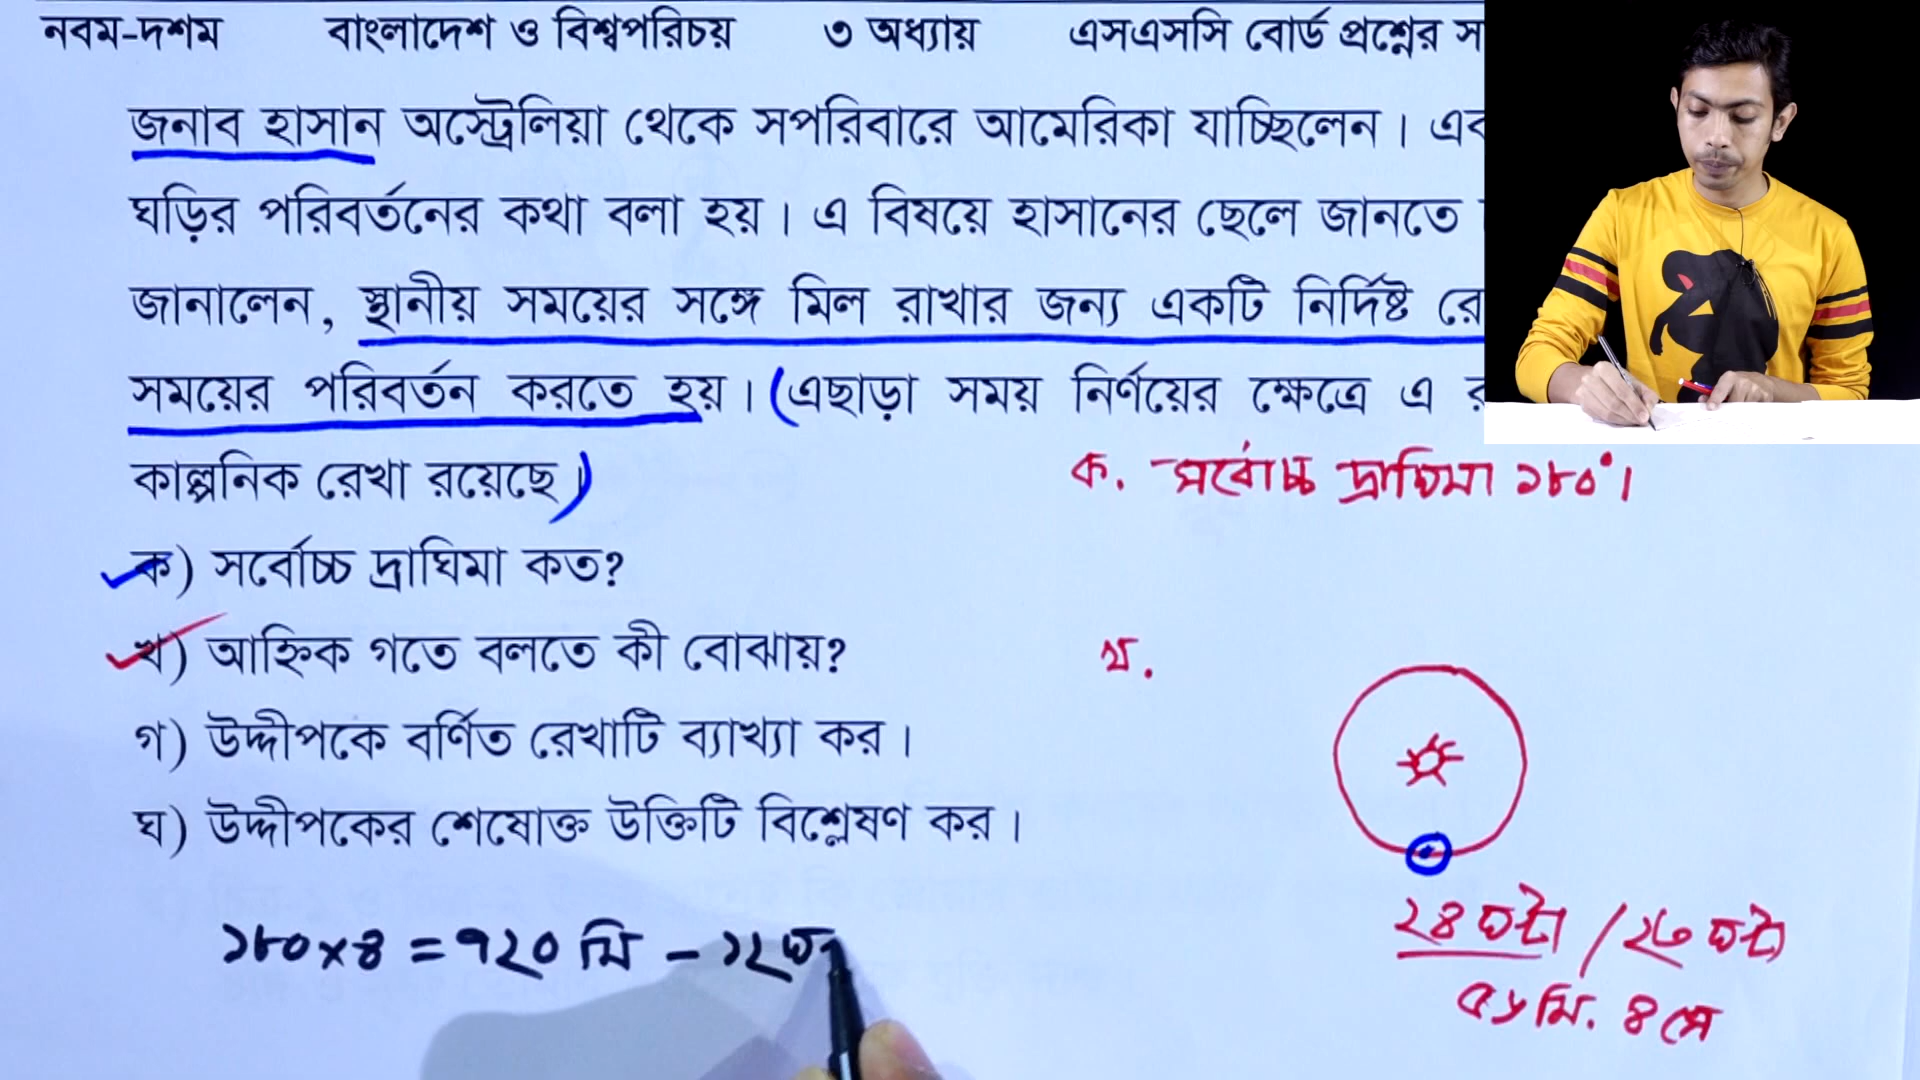 নবম-দশম বাংলাদেশ ও বিশ্বপরিচয় ৩ অধ্যায় এসএসসি বোর্ড প্রশ্নের
জনাব হাসান অস্ট্রেলিয়া থেকে সপরিবারে আমেরিকা যাচ্ছিলেন।
ঘড়ির পরিবর্তনের কথা বলা হয়। এ বিষয়ে হাসানের ছেলে জানতে
জানালেন, স্থানীয় সময়ের সঙ্গে মিল রাখার জন্য একটি নির্দিষ্ট
সময়ের পরিবর্তন করতে হয়। (এছাড়া সময় নির্ণয়ের ক্ষেত্রে এ
কাল্পনিক রেখা রয়েছে।)
ক. সর্বোচ্চ দ্রাঘিমা ১৮০°।
ক) সর্বোচ্চ দ্রাঘিমা কত?
খ) আহ্নিক গতে বলতে কী বোঝায়?
খ.
গ) উদ্দীপকে বর্ণিত রেখাটি ব্যাখ্যা কর।
ঘ) উদ্দীপকের শেষোক্ত উক্তিটি বিশ্লেষণ কর।
১৮০×৪ = ৭২০ মি – ১২
২৪ ঘণ্টা / ২৩ ঘণ্টা
৫৬ মি. ৪ সে